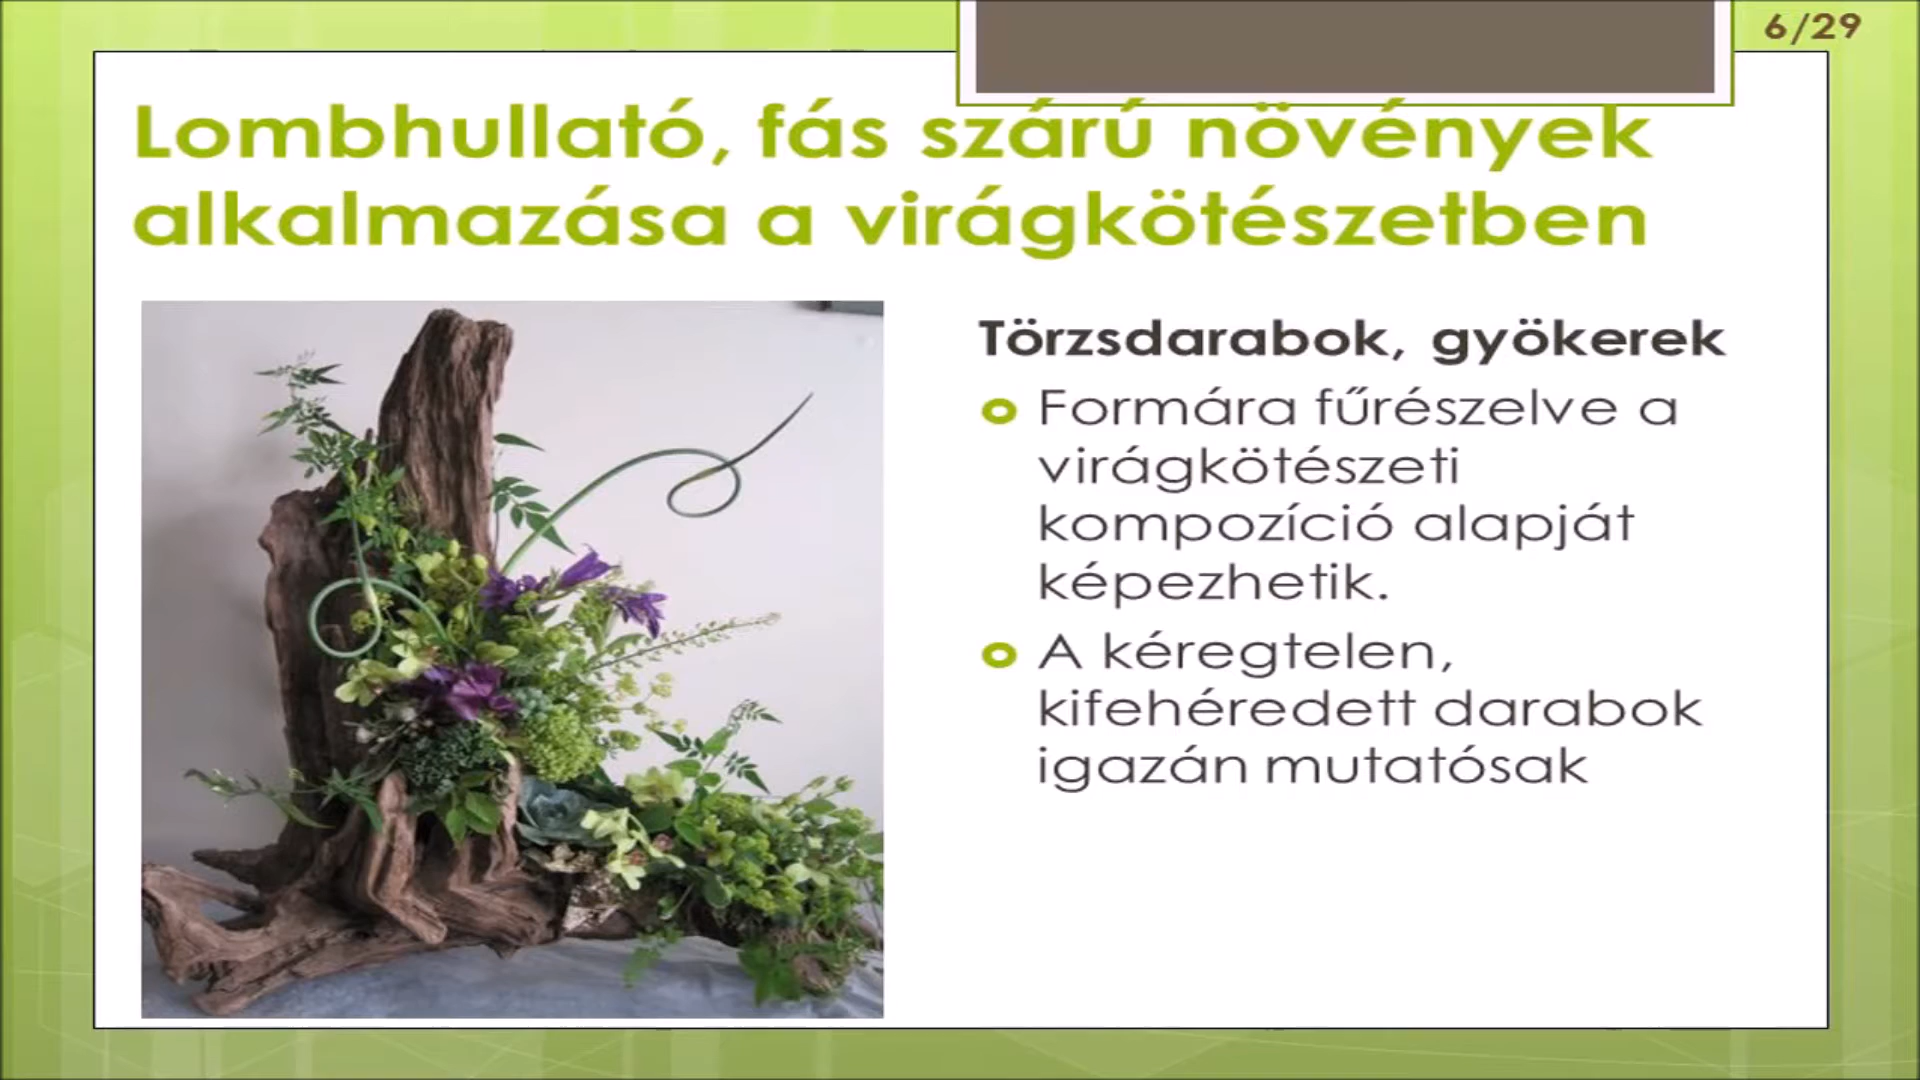 6/29
Lombhullató, fás szárú növények
alkalmazása a virágkötészetben
Törzsdarabok, gyökerek
Formára fűrészelve a
virágkötészeti
kompozíció alapját
képezhetik.
A kéregtelen,
kifehéredett darabok
igazán mutatósak